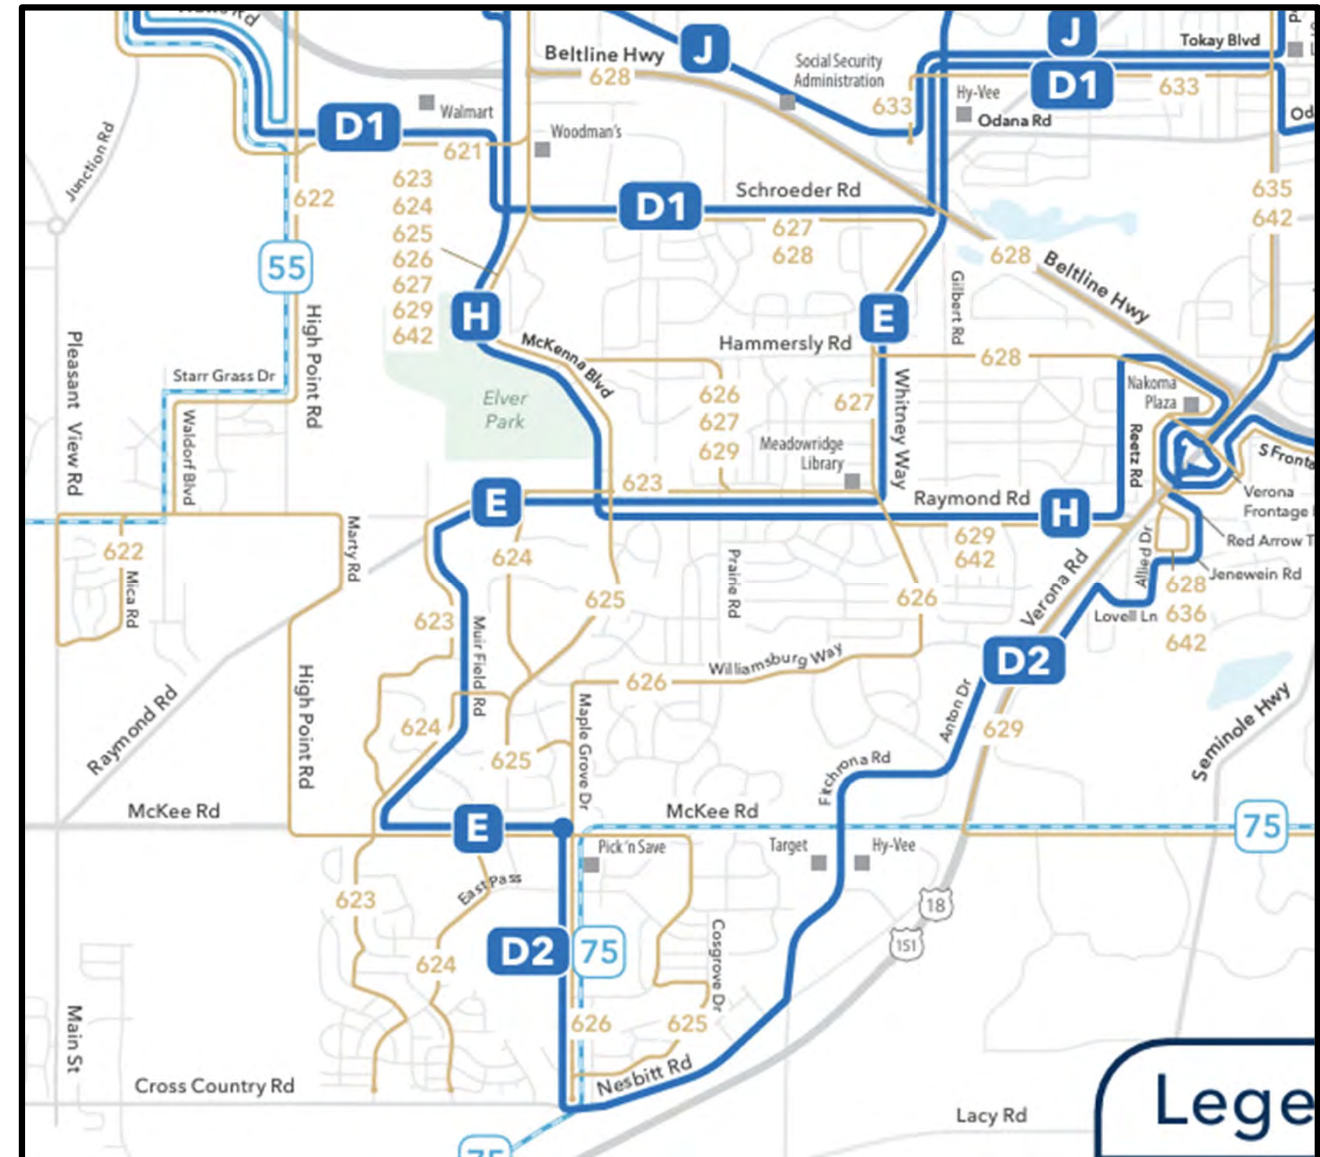 J
J
Tokay Blvd
Beltline Hwy
628
Social Security
Administration
633
D1
633
Hy-Vee
Odana Rd
Walmart
D1
Woodman's
621
Junction Rd
622
623
624
625
626
627
629
642
D1
Schroeder Rd
627
628
635
642
55
628
Beltline Hwy
Gilbert Rd
H
E
High Point Rd
McKenna Blvd
Hammersly Rd
628
Pleasant View Rd
Starr Grass Dr
Elver
Park
626
627
629
627
Whitney Way
Nakoma
Plaza
Waldorf Blvd
Meadowridge
Library
Reetz Rd
E
623
Raymond Rd
H
Verona
Frontage
622
Mica Rd
Marty Rd
624
Prairie Rd
629
642
Verona Rd
Allied Dr
Red Arrow T
Jenewein Rd
628
636
642
Lovell Ln
625
626
623
Muir Field Rd
Williamsburg Way
626
D2
Raymond Rd
High Point Rd
624
625
Maple Grove Dr
Anton Dr
629
Seminole Hwy
Fitchrona Rd
McKee Rd
E
McKee Rd
75
Pick 'n Save
Target
Hy-Vee
East Pass
623
624
D2
75
Cosgrove Dr
18
151
Main St
626
625
Cross Country Rd
Nesbitt Rd
Lacy Rd
75
Lege